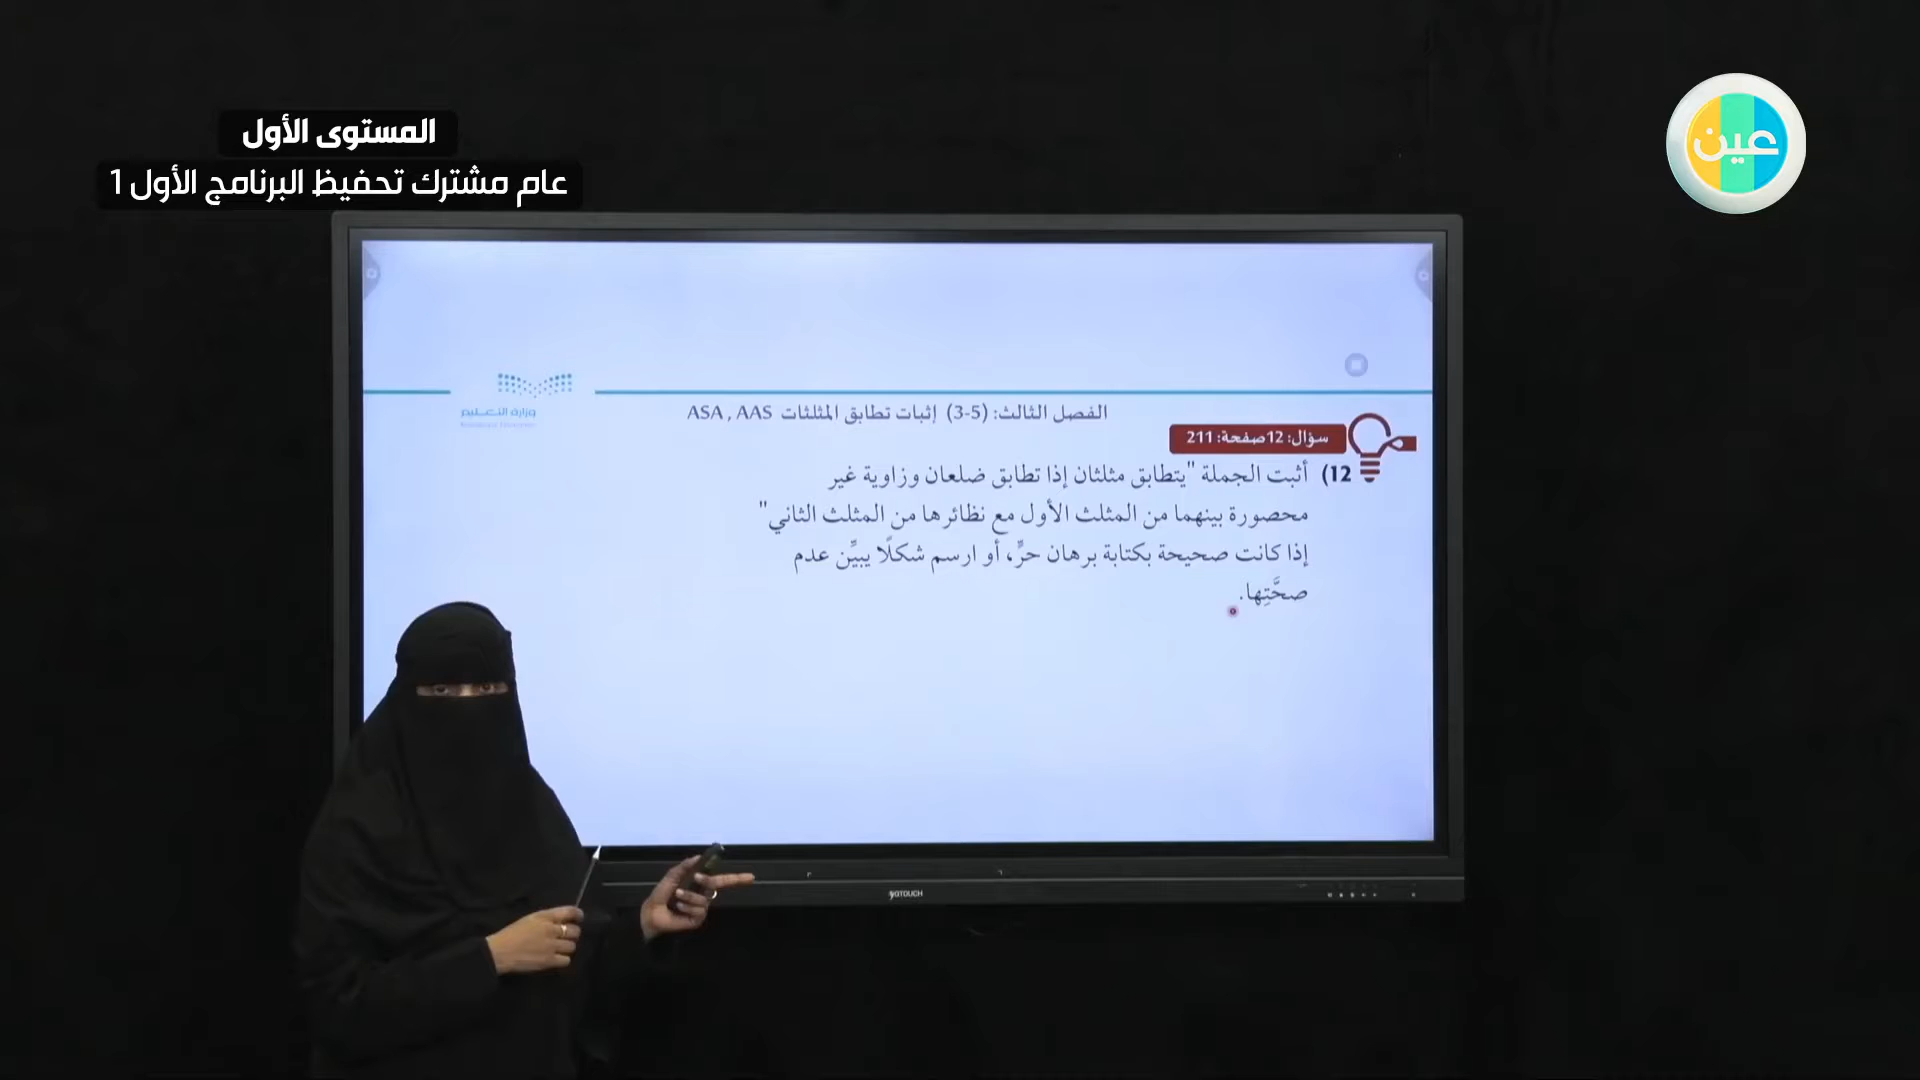 المستوى الأول
عام مشترك تحفيظ البرنامج الأول 1
عين
وزارة التعليم
الفصل الثالث: (5-3) إثبات تطابق المثلثات ASA , AAS
سؤال: 12صفحة: 211
12) أثبت الجملة "يتطابق مثلثان إذا تطابق ضلعان وزاوية غير
محصورة بينهما من المثلث الأول مع نظائرها من المثلث الثاني"
إذا كانت صحيحة بكتابة برهان حرٍّ، أو ارسم شكلًا يبيِّن عدم
صحَّتِها.
YOTOUCH